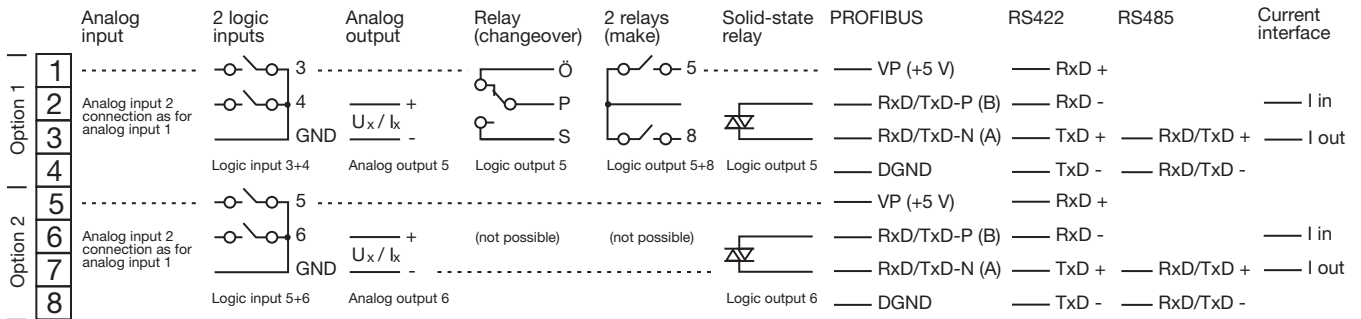 Analog input
2 logic inputs
Analog output
Relay (changeover)
2 relays (make)
Solid-state relay
PROFIBUS
RS422
RS485
Current interface
Option 1
1
3
Ö
5
VP (+5 V)
RxD +
2
Analog input 2
connection as for
analog input 1
4
+
Ux / Ix
-
P
RxD/TxD-P (B)
RxD -
I in
3
GND
S
8
RxD/TxD-N (A)
TxD +
RxD/TxD +
I out
4
Logic input 3+4
Analog output 5
Logic output 5
Logic output 5+8
Logic output 5
DGND
TxD -
RxD/TxD -
Option 2
5
5
VP (+5 V)
RxD +
6
Analog input 2
connection as for
analog input 1
6
+
Ux / Ix
-
(not possible)
(not possible)
RxD/TxD-P (B)
RxD -
I in
7
GND
RxD/TxD-N (A)
TxD +
RxD/TxD +
I out
8
Logic input 5+6
Analog output 6
Logic output 6
DGND
TxD -
RxD/TxD -